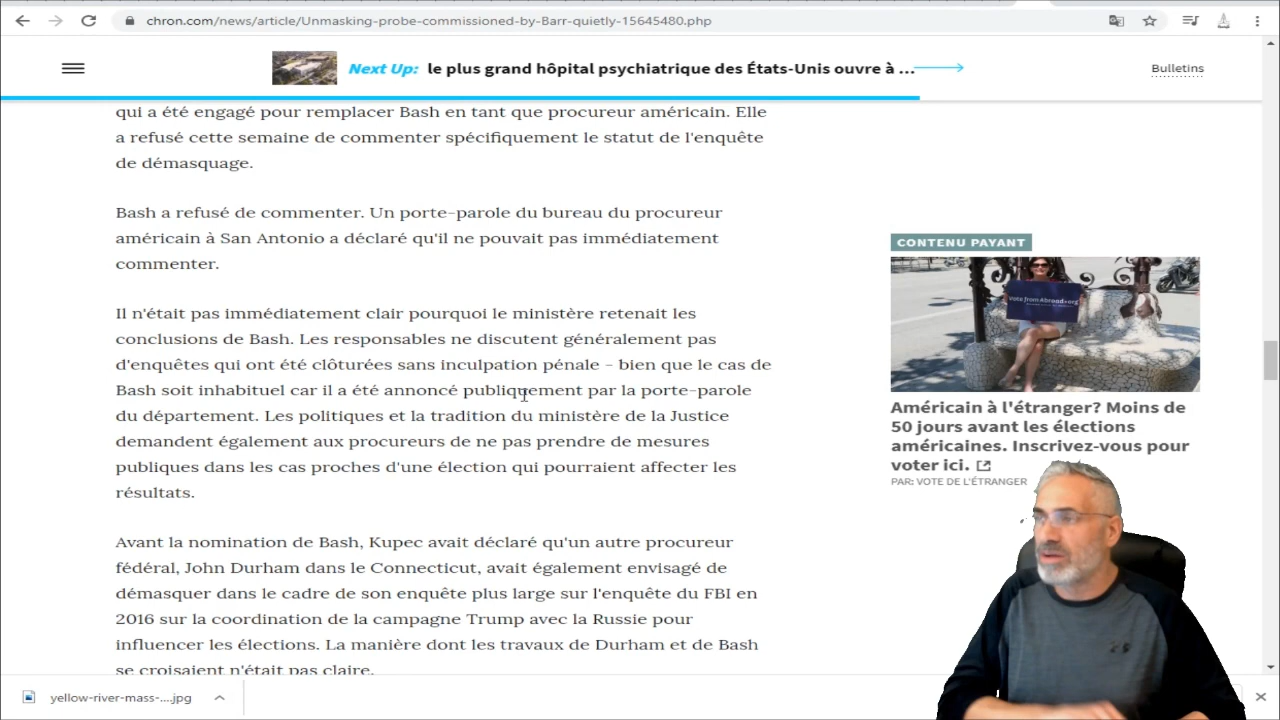 chron.com/news/article/Unmasking-probe-commissioned-by-Barr-quietly-15645480.php
Next Up: le plus grand hôpital psychiatrique des États-Unis ouvre à ...
Bulletins
qui a été engagé pour remplacer Bash en tant que procureur américain. Elle
a refusé cette semaine de commenter spécifiquement le statut de l'enquête
de démasquage.
Bash a refusé de commenter. Un porte-parole du bureau du procureur
américain à San Antonio a déclaré qu'il ne pouvait pas immédiatement
commenter.
Il n'était pas immédiatement clair pourquoi le ministère retenait les
conclusions de Bash. Les responsables ne discutent généralement pas
d'enquêtes qui ont été clôturées sans inculpation pénale - bien que le cas de
Bash soit inhabituel car il a été annoncé publiquement par la porte-parole
du département. Les politiques et la tradition du ministère de la Justice
demandent également aux procureurs de ne pas prendre de mesures
publiques dans les cas proches d'une élection qui pourraient affecter les
résultats.
Avant la nomination de Bash, Kupec avait déclaré qu'un autre procureur
fédéral, John Durham dans le Connecticut, avait également envisagé de
démasquer dans le cadre de son enquête plus large sur l'enquête du FBI en
2016 sur la coordination de la campagne Trump avec la Russie pour
influencer les élections. La manière dont les travaux de Durham et de Bash
se croisaient n'était pas claire.
CONTENU PAYANT
Vote from Abroad.org
Américain à l'étranger? Moins de
50 jours avant les élections
américaines. Inscrivez-vous pour
voter ici.
PAR: VOTE DE L'ÉTRANGER
yellow-river-mass-....jpg